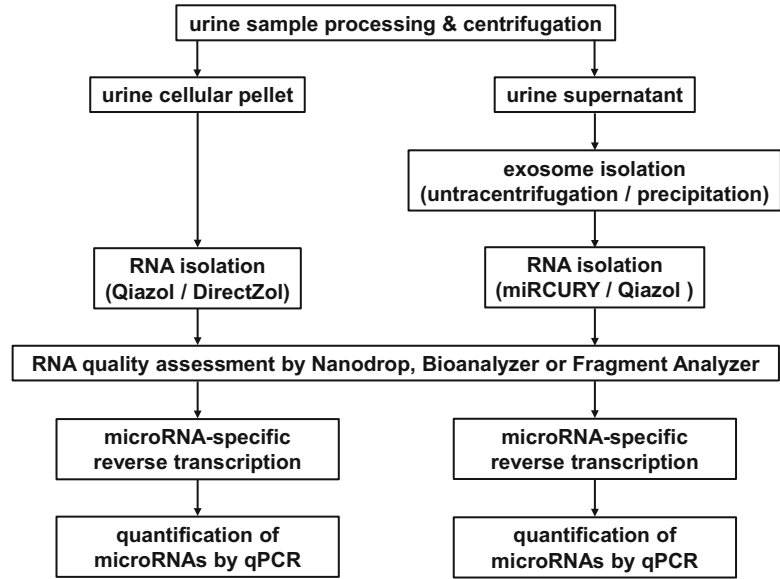 urine sample processing & centrifugation
urine cellular pellet
urine supernatant
exosome isolation
(untracentrifugation / precipitation)
RNA isolation
(Qiazol / DirectZol)
RNA isolation
(miRCURY / Qiazol )
RNA quality assessment by Nanodrop, Bioanalyzer or Fragment Analyzer
microRNA-specific
reverse transcription
microRNA-specific
reverse transcription
quantification of
microRNAs by qPCR
quantification of
microRNAs by qPCR